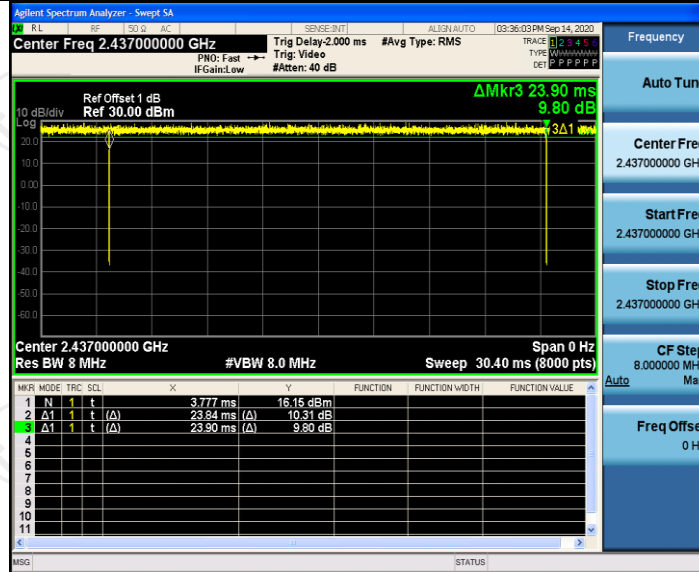 Agilent Spectrum Analyzer - Swept SA
RL RF 50 Ω AC SENSE:INT ALIGN AUTO 03:36:03 PM Sep 14, 2020
Center Freq 2.437000000 GHz
PNO: Fast
IFGain:Low
Trig Delay-2.000 ms
Trig: Video
#Atten: 40 dB
#Avg Type: RMS
TRACE 1 2 3 4 5 6
TYPE
DET P P P P P P
ΔMkr3 23.90 ms
9.80 dB
Ref Offset 1 dB
10 dB/div Ref 30.00 dBm
Log
3Δ1
20.0
10.0
0.00
-10.0
-20.0
-30.0
-40.0
-50.0
-60.0
Center 2.437000000 GHz Span 0 Hz
Res BW 8 MHz #VBW 8.0 MHz Sweep 30.40 ms (8000 pts)
MKR MODE TRC SCL X Y FUNCTION FUNCTION WIDTH FUNCTION VALUE
1 N 1 t 3.777 ms 16.15 dBm
2 Δ1 1 t (Δ) 23.84 ms (Δ) 10.31 dB
3 Δ1 1 t (Δ) 23.90 ms (Δ) 9.80 dB
4
5
6
7
8
9
10
11
MSG STATUS
Frequency
Auto Tun
Center Fre
2.437000000 GH
Start Fre
2.437000000 GH
Stop Fre
2.437000000 GH
CF Ste
8.000000 MH
Auto Ma
Freq Offse
0 H